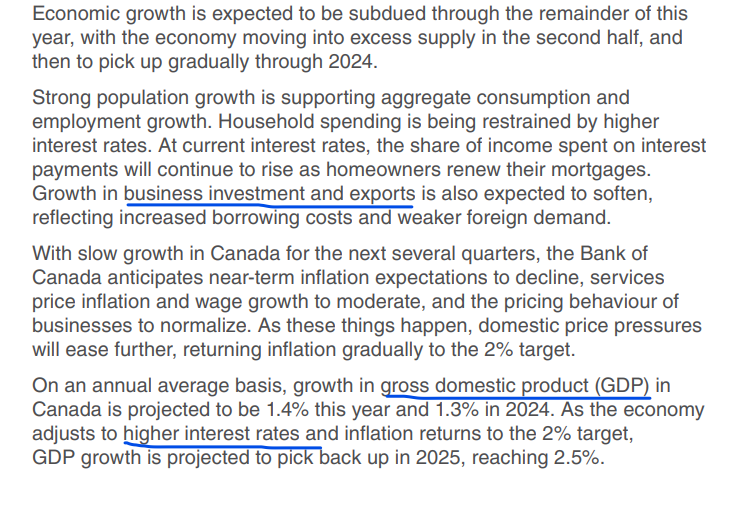 Economic growth is expected to be subdued through the remainder of this
year, with the economy moving into excess supply in the second half, and
then to pick up gradually through 2024.
Strong population growth is supporting aggregate consumption and
employment growth. Household spending is being restrained by higher
interest rates. At current interest rates, the share of income spent on interest
payments will continue to rise as homeowners renew their mortgages.
Growth in business investment and exports is also expected to soften,
reflecting increased borrowing costs and weaker foreign demand.
With slow growth in Canada for the next several quarters, the Bank of
Canada anticipates near-term inflation expectations to decline, services
price inflation and wage growth to moderate, and the pricing behaviour of
businesses to normalize. As these things happen, domestic price pressures
will ease further, returning inflation gradually to the 2% target.
On an annual average basis, growth in gross domestic product (GDP) in
Canada is projected to be 1.4% this year and 1.3% in 2024. As the economy
adjusts to higher interest rates and inflation returns to the 2% target,
GDP growth is projected to pick back up in 2025, reaching 2.5%.